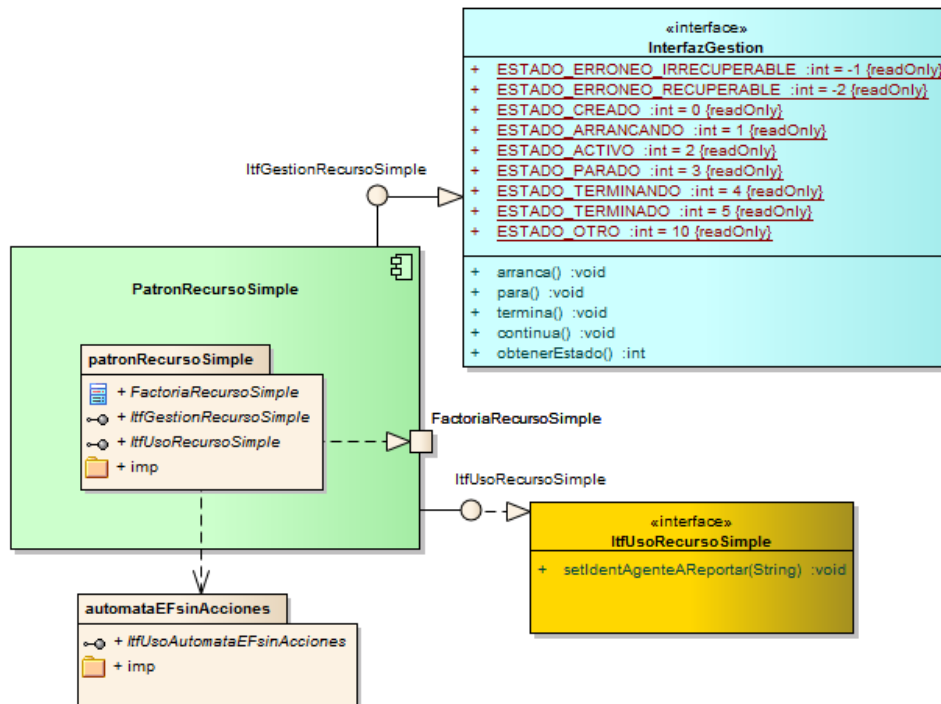 «interface»
InterfazGestion
+ ESTADO_ERRONEO_IRRECUPERABLE :int = -1 {readOnly}
+ ESTADO_ERRONEO_RECUPERABLE :int = -2 {readOnly}
+ ESTADO_CREADO :int = 0 {readOnly}
+ ESTADO_ARRANCANDO :int = 1 {readOnly}
+ ESTADO_ACTIVO :int = 2 {readOnly}
+ ESTADO_PARADO :int = 3 {readOnly}
+ ESTADO_TERMINANDO :int = 4 {readOnly}
+ ESTADO_TERMINADO :int = 5 {readOnly}
+ ESTADO_OTRO :int = 10 {readOnly}
+ arranca() :void
+ para() :void
+ termina() :void
+ continua() :void
+ obtenerEstado() :int
ItfGestionRecursoSimple
PatronRecursoSimple
patronRecursoSimple
+ FactoriaRecursoSimple
+ ItfGestionRecursoSimple
+ ItfUsoRecursoSimple
+ imp
FactoriaRecursoSimple
ItfUsoRecursoSimple
«interface»
ItfUsoRecursoSimple
+ setIdentAgenteAReportar(String) :void
automataEFsinAcciones
+ ItfUsoAutomataEFsinAcciones
+ imp